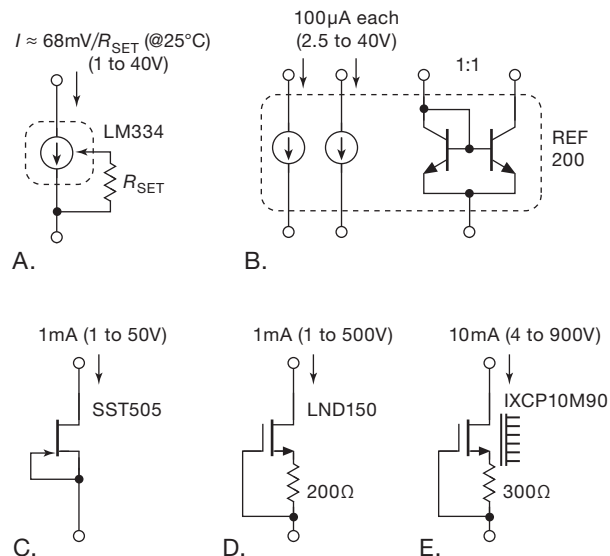 I ≈ 68mV/RSET (@25°C)
(1 to 40V)
LM334
RSET
A.
100µA each
(2.5 to 40V)
1:1
REF
200
B.
1mA (1 to 50V)
SST505
C.
1mA (1 to 500V)
LND150
200Ω
D.
10mA (4 to 900V)
IXCP10M90
300Ω
E.